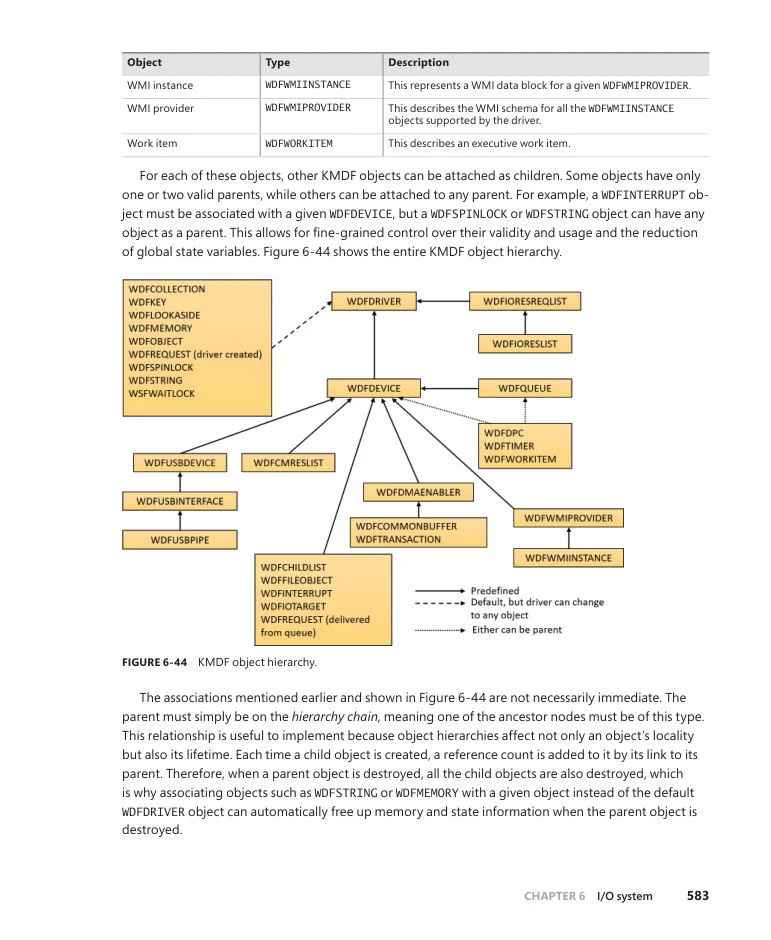 Object Type Description
WMI instance WDFWMIINSTANCE This represents a WMI data block for a given WDFWMIPROVIDER.
WMI provider WDFWMIPROVIDER This describes the WMI schema for all the WDFWMIINSTANCE
objects supported by the driver.
Work item WDFWORKITEM This describes an executive work item.
For each of these objects, other KMDF objects can be attached as children. Some objects have only
one or two valid parents, while others can be attached to any parent. For example, a WDFINTERRUPT ob-
ject must be associated with a given WDFDEVICE, but a WDFSPINLOCK or WDFSTRING object can have any
object as a parent. This allows for fine-grained control over their validity and usage and the reduction
of global state variables. Figure 6-44 shows the entire KMDF object hierarchy.
WDFCOLLECTION
WDFKEY
WDFLOOKASIDE
WDFMEMORY
WDFOBJECT
WDFREQUEST (driver created)
WDFSPINLOCK
WDFSTRING
WSFWAITLOCK
WDFDRIVER
WDFIORESREQLIST
WDFIORESLIST
WDFDEVICE
WDFQUEUE
WDFDPC
WDFTIMER
WDFWORKITEM
WDFUSBDEVICE
WDFCMRESLIST
WDFUSBINTERFACE
WDFUSBPIPE
WDFDMAENABLER
WDFCOMMONBUFFER
WDFTRANSACTION
WDFWMIPROVIDER
WDFWMIINSTANCE
WDFCHILDLIST
WDFFILEOBJECT
WDFINTERRUPT
WDFIOTARGET
WDFREQUEST (delivered
from queue)
Predefined
Default, but driver can change
to any object
Either can be parent
FIGURE 6-44 KMDF object hierarchy.
The associations mentioned earlier and shown in Figure 6-44 are not necessarily immediate. The
parent must simply be on the hierarchy chain, meaning one of the ancestor nodes must be of this type.
This relationship is useful to implement because object hierarchies affect not only an object's locality
but also its lifetime. Each time a child object is created, a reference count is added to it by its link to its
parent. Therefore, when a parent object is destroyed, all the child objects are also destroyed, which
is why associating objects such as WDFSTRING or WDFMEMORY with a given object instead of the default
WDFDRIVER object can automatically free up memory and state information when the parent object is
destroyed.
CHAPTER 6 I/O system 583